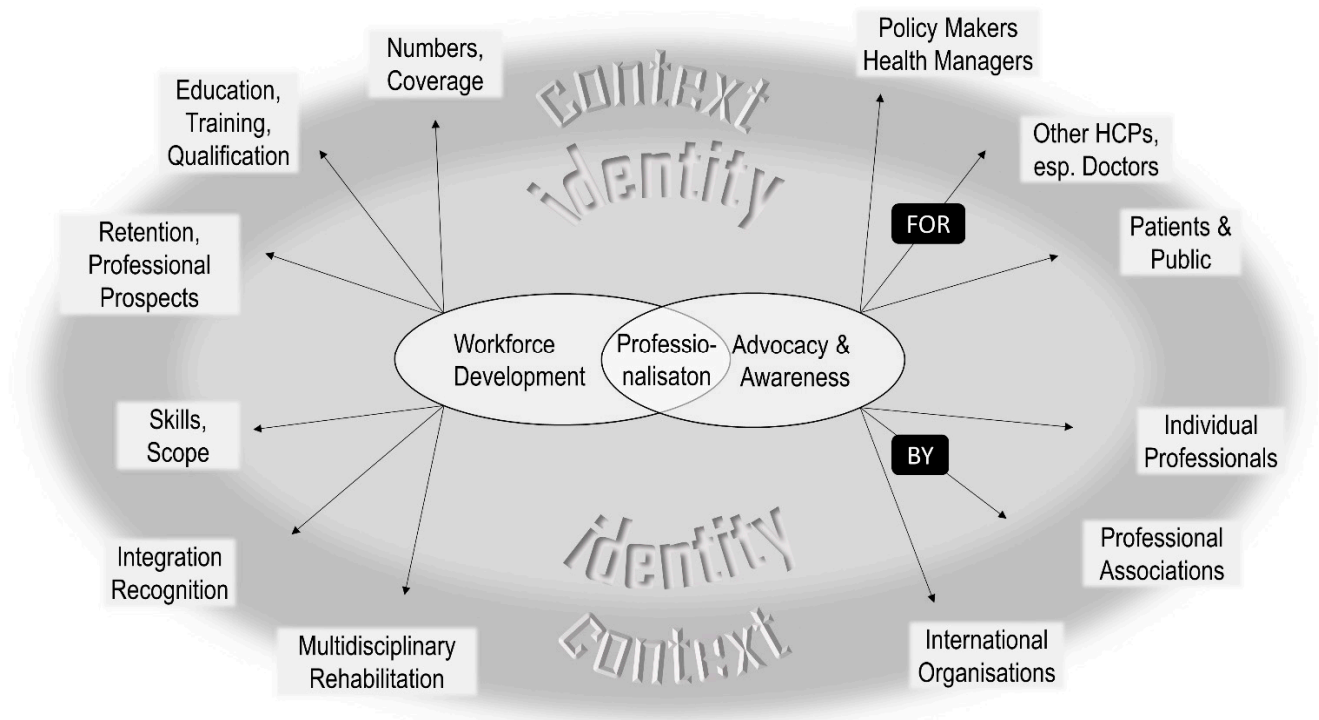 Policy Makers
Health Managers
Numbers,
Coverage
context
Education,
Training,
Qualification
Other HCPs,
esp. Doctors
identity
FOR
Retention,
Professional
Prospects
Patients &
Public
Workforce
Development
Professio-
nalisaton
Advocacy &
Awareness
Skills,
Scope
Individual
Professionals
BY
identity
Integration
Recognition
Professional
Associations
context
Multidisciplinary
Rehabilitation
International
Organisations